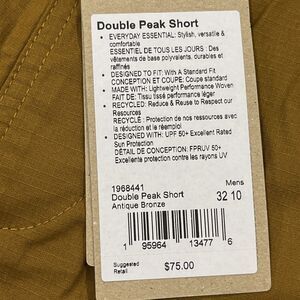 Double Peak Short
• EVERYDAY ESSENTIAL: Stylish, versatile &
comfortable
ESSENTIEL DE TOUS LES JOURS : Des
vêtements de base polyvalents, durables et
raffinés
• DESIGNED TO FIT: With A Standard Fit
CONCEPTION ET COUPE: Coupe standard
• MADE WITH: Lightweight Performance Woven
FAIT DE: Tissu tissé performance léger
• RECYCLED: Reduce & Reuse to Respect our
Resources
RECYCLÉ : Protection de nos ressources avec
la réduction et le réemploi
• DESIGNED WITH: UPF 50+ Excellent Rated
Sun Protection
DÉTAIL DE CONCEPTION: FPRUV 50+
Excellente protection contre les rayons UV
1968441 Mens
Double Peak Short 32 10
Antique Bronze
1 95964 13477 6
Suggested
Retail $75.00